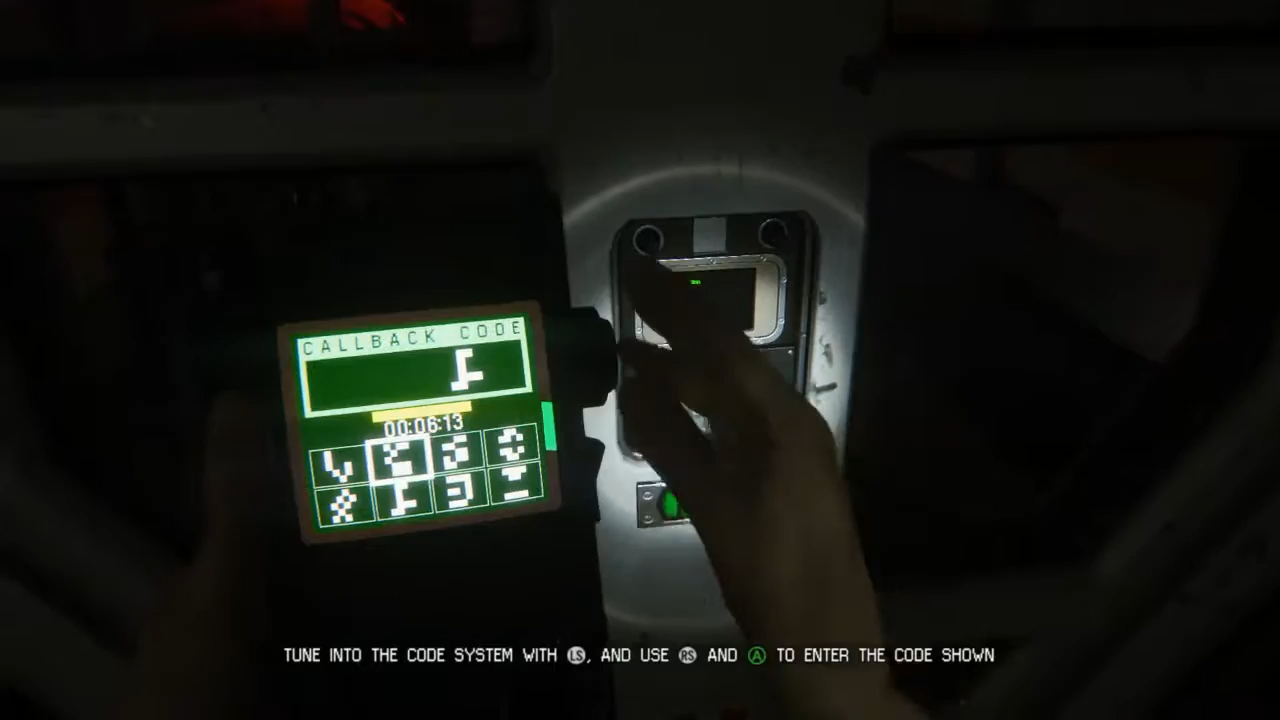 CALLBACK CODE
00:06:13
TUNE INTO THE CODE SYSTEM WITH LS, AND USE RS AND A TO ENTER THE CODE SHOWN